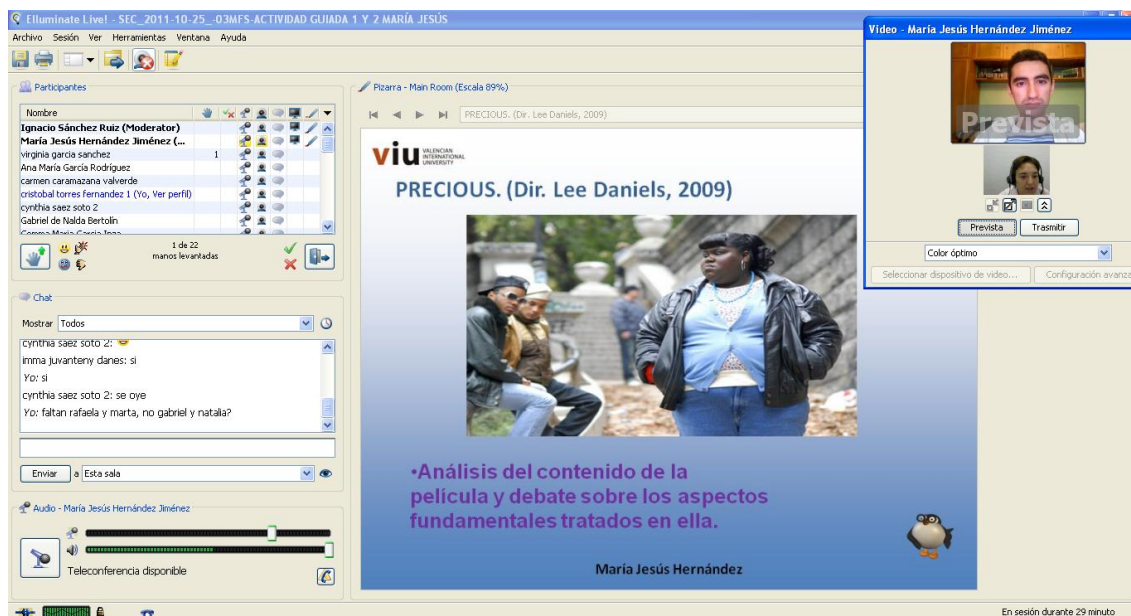 Elluminate Live! - SEC_2011-10-25_-03MFS-ACTIVIDAD GUIADA 1 Y 2 MARÍA JESÚS
Archivo Sesión Ver Herramientas Ventana Ayuda
Participantes
Nombre
Ignacio Sánchez Ruiz (Moderator)
María Jesús Hernández Jiménez (...
virginia garcia sanchez 1
Ana María García Rodríguez
carmen caramazana valverde
cristobal torres fernandez 1 (Yo, Ver perfil)
cynthia saez soto 2
Gabriel de Nalda Bertolín
1 de 22
manos levantadas
Chat
Mostrar Todos
cynthia saez soto 2:
imma juvanteny danes: si
Yo: si
cynthia saez soto 2: se oye
Yo: faltan rafaela y marta, no gabriel y natalia?
Enviar a Esta sala
Audio - María Jesús Hernández Jiménez
Teleconferencia disponible
Pizarra - Main Room (Escala 89%)
PRECIOUS. (Dir. Lee Daniels, 2009)
viu VALENCIAN
INTERNATIONAL
UNIVERSITY
PRECIOUS. (Dir. Lee Daniels, 2009)
•Análisis del contenido de la
película y debate sobre los aspectos
fundamentales tratados en ella.
María Jesús Hernández
Video - María Jesús Hernández Jiménez
Prevista
Prevista Trasmitir
Color óptimo
Seleccionar dispositivo de video... Configuración avanza
En sesión durante 29 minuto